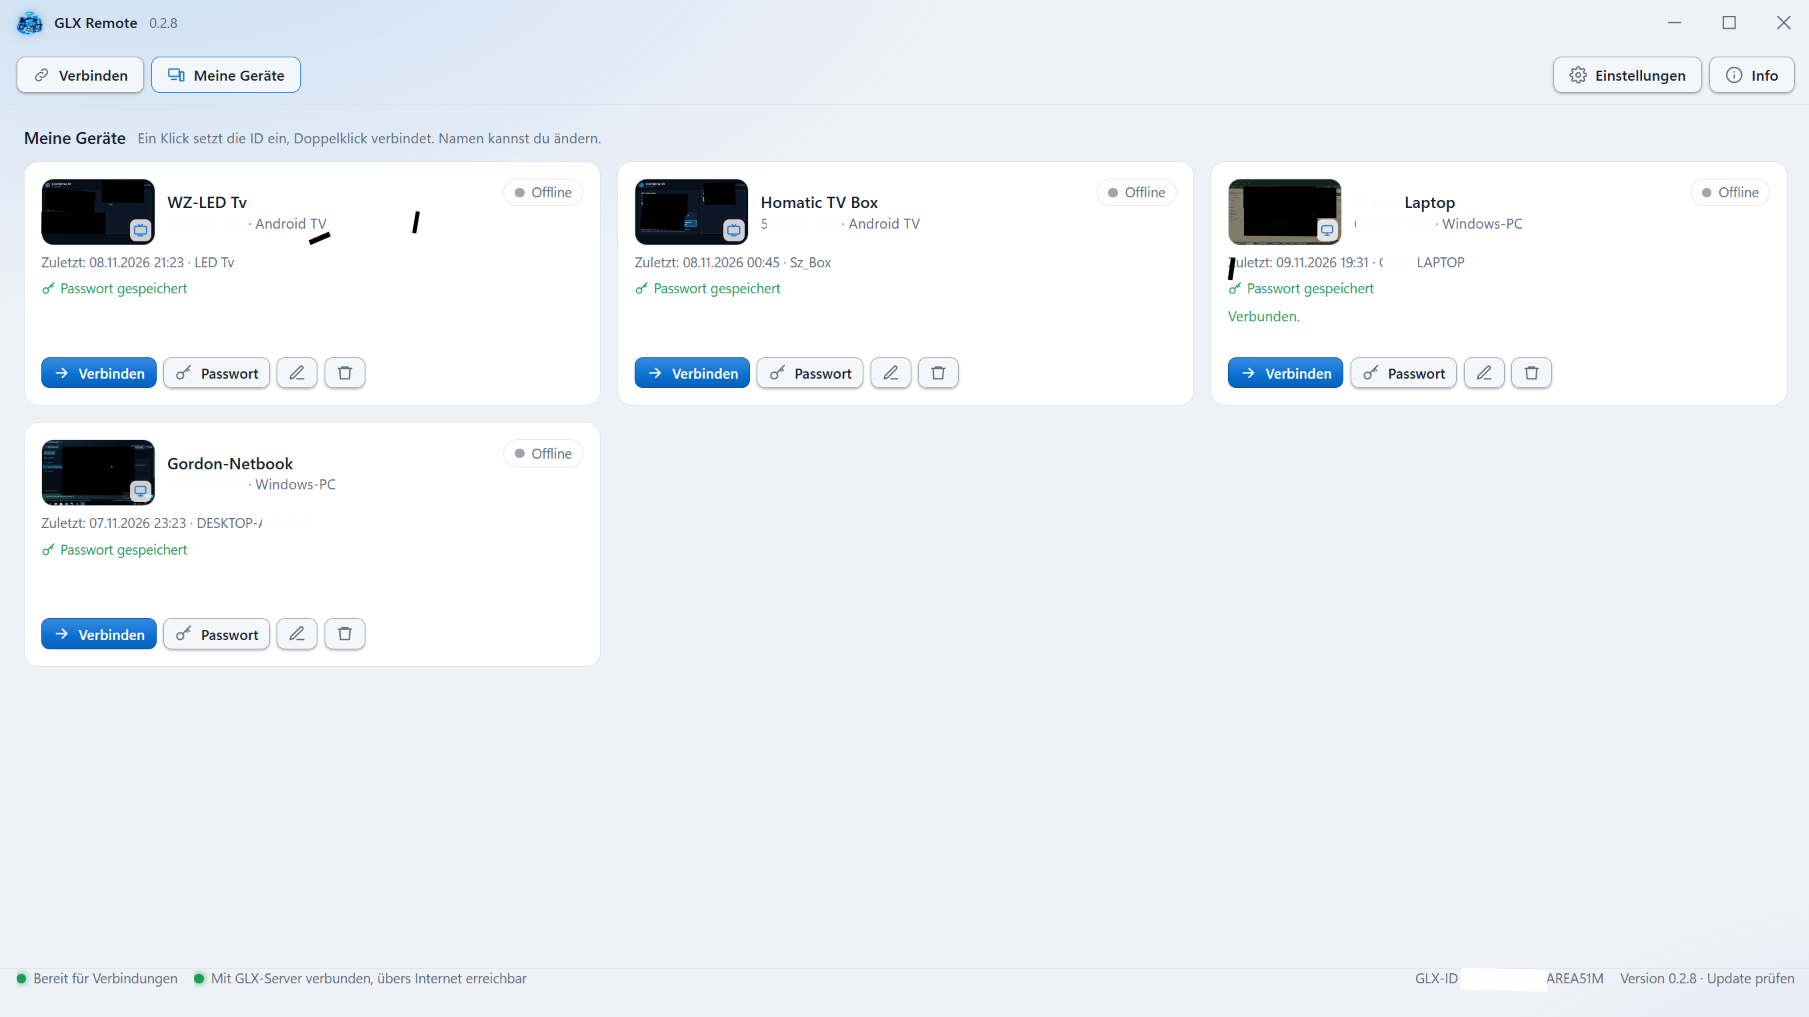 GLX Remote 0.2.8
Verbinden
Meine Geräte
Einstellungen
Info
Meine Geräte Ein Klick setzt die ID ein, Doppelklick verbindet. Namen kannst du ändern.
WZ-LED Tv
Offline
· Android TV
Zuletzt: 08.11.2026 21:23 · LED Tv
Passwort gespeichert
Verbinden
Passwort
Homatic TV Box
Offline
5 · Android TV
Zuletzt: 08.11.2026 00:45 · Sz_Box
Passwort gespeichert
Verbinden
Passwort
Laptop
Offline
· Windows-PC
Zuletzt: 09.11.2026 19:31 · LAPTOP
Passwort gespeichert
Verbunden.
Verbinden
Passwort
Gordon-Netbook
Offline
· Windows-PC
Zuletzt: 07.11.2026 23:23 · DESKTOP-
Passwort gespeichert
Verbinden
Passwort
Bereit für Verbindungen
Mit GLX-Server verbunden, übers Internet erreichbar
GLX-ID AREA51M
Version 0.2.8 · Update prüfen